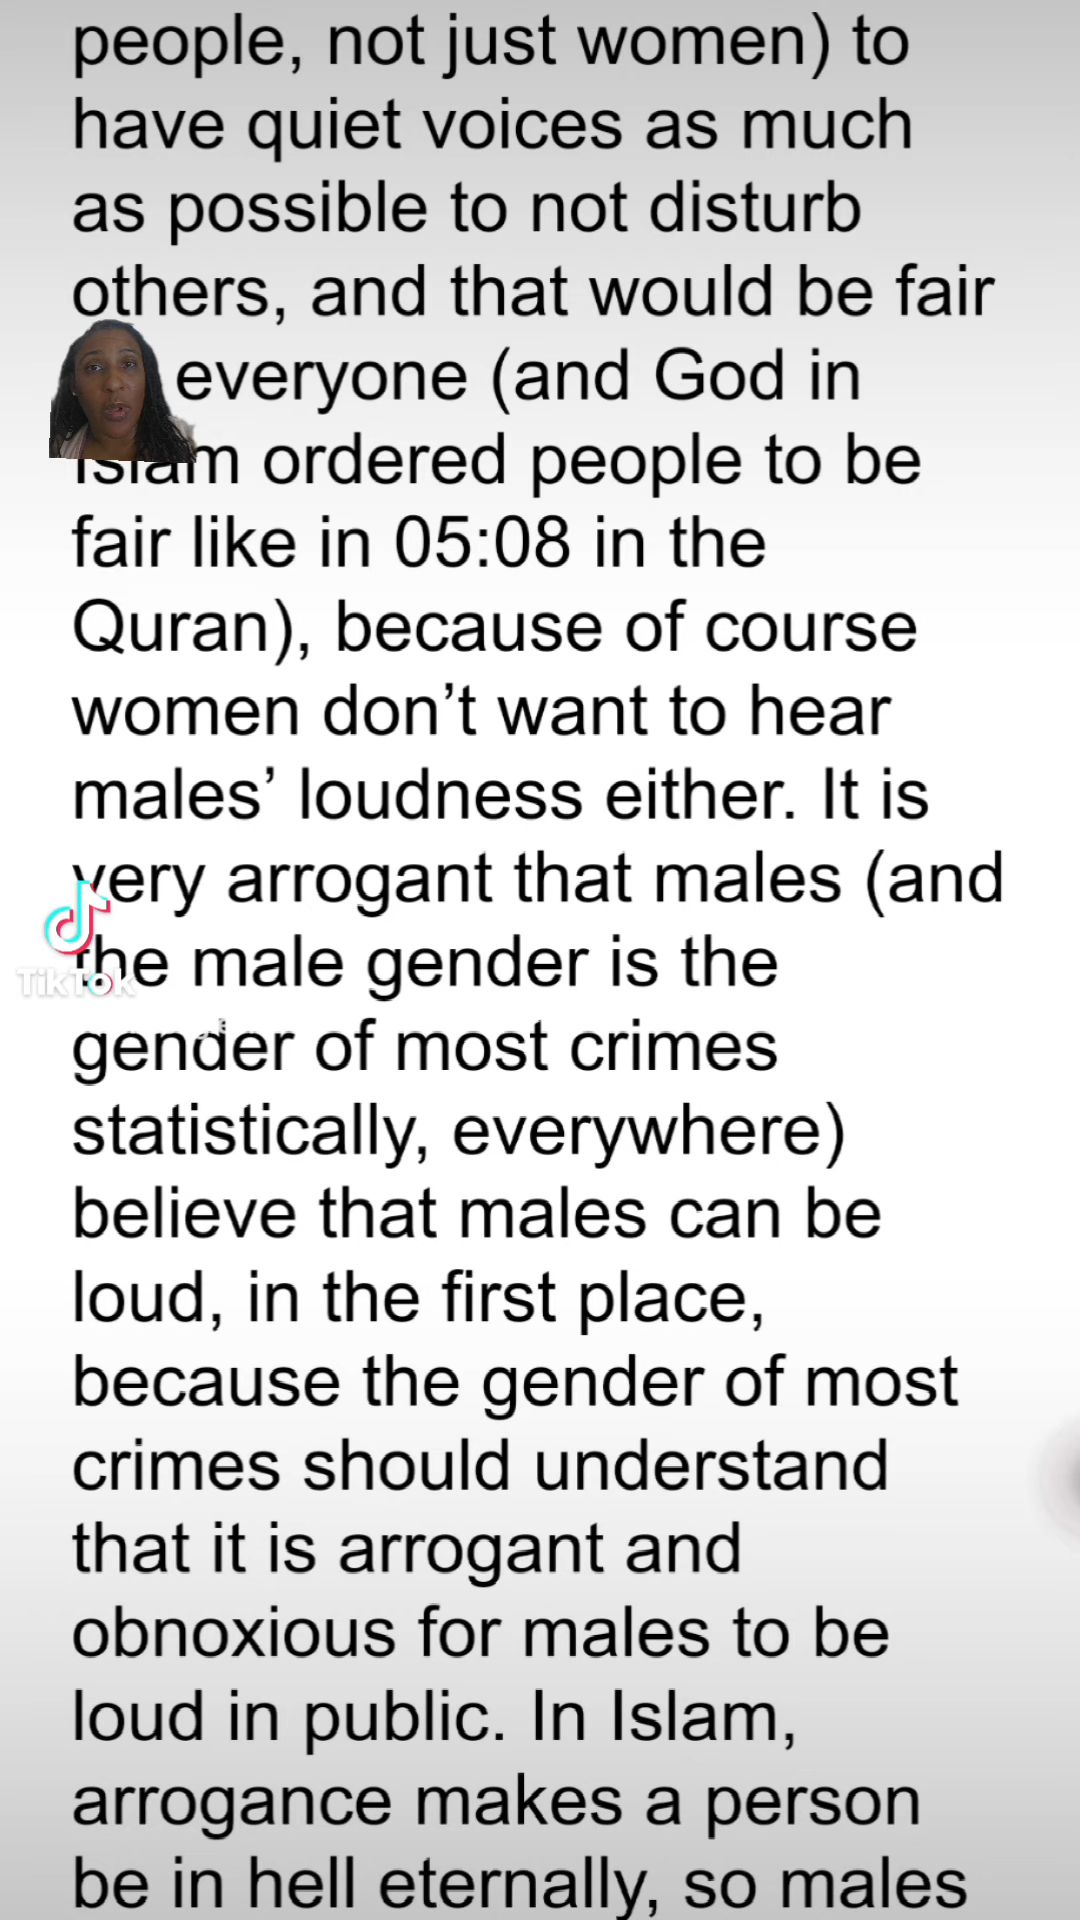 people, not just women) to
have quiet voices as much
as possible to not disturb
others, and that would be fair
everyone (and God in
Islam ordered people to be
fair like in 05:08 in the
Quran), because of course
women don’t want to hear
males’ loudness either. It is
very arrogant that males (and
the male gender is the
TikTok
gender of most crimes
statistically, everywhere)
believe that males can be
loud, in the first place,
because the gender of most
crimes should understand
that it is arrogant and
obnoxious for males to be
loud in public. In Islam,
arrogance makes a person
be in hell eternally, so males